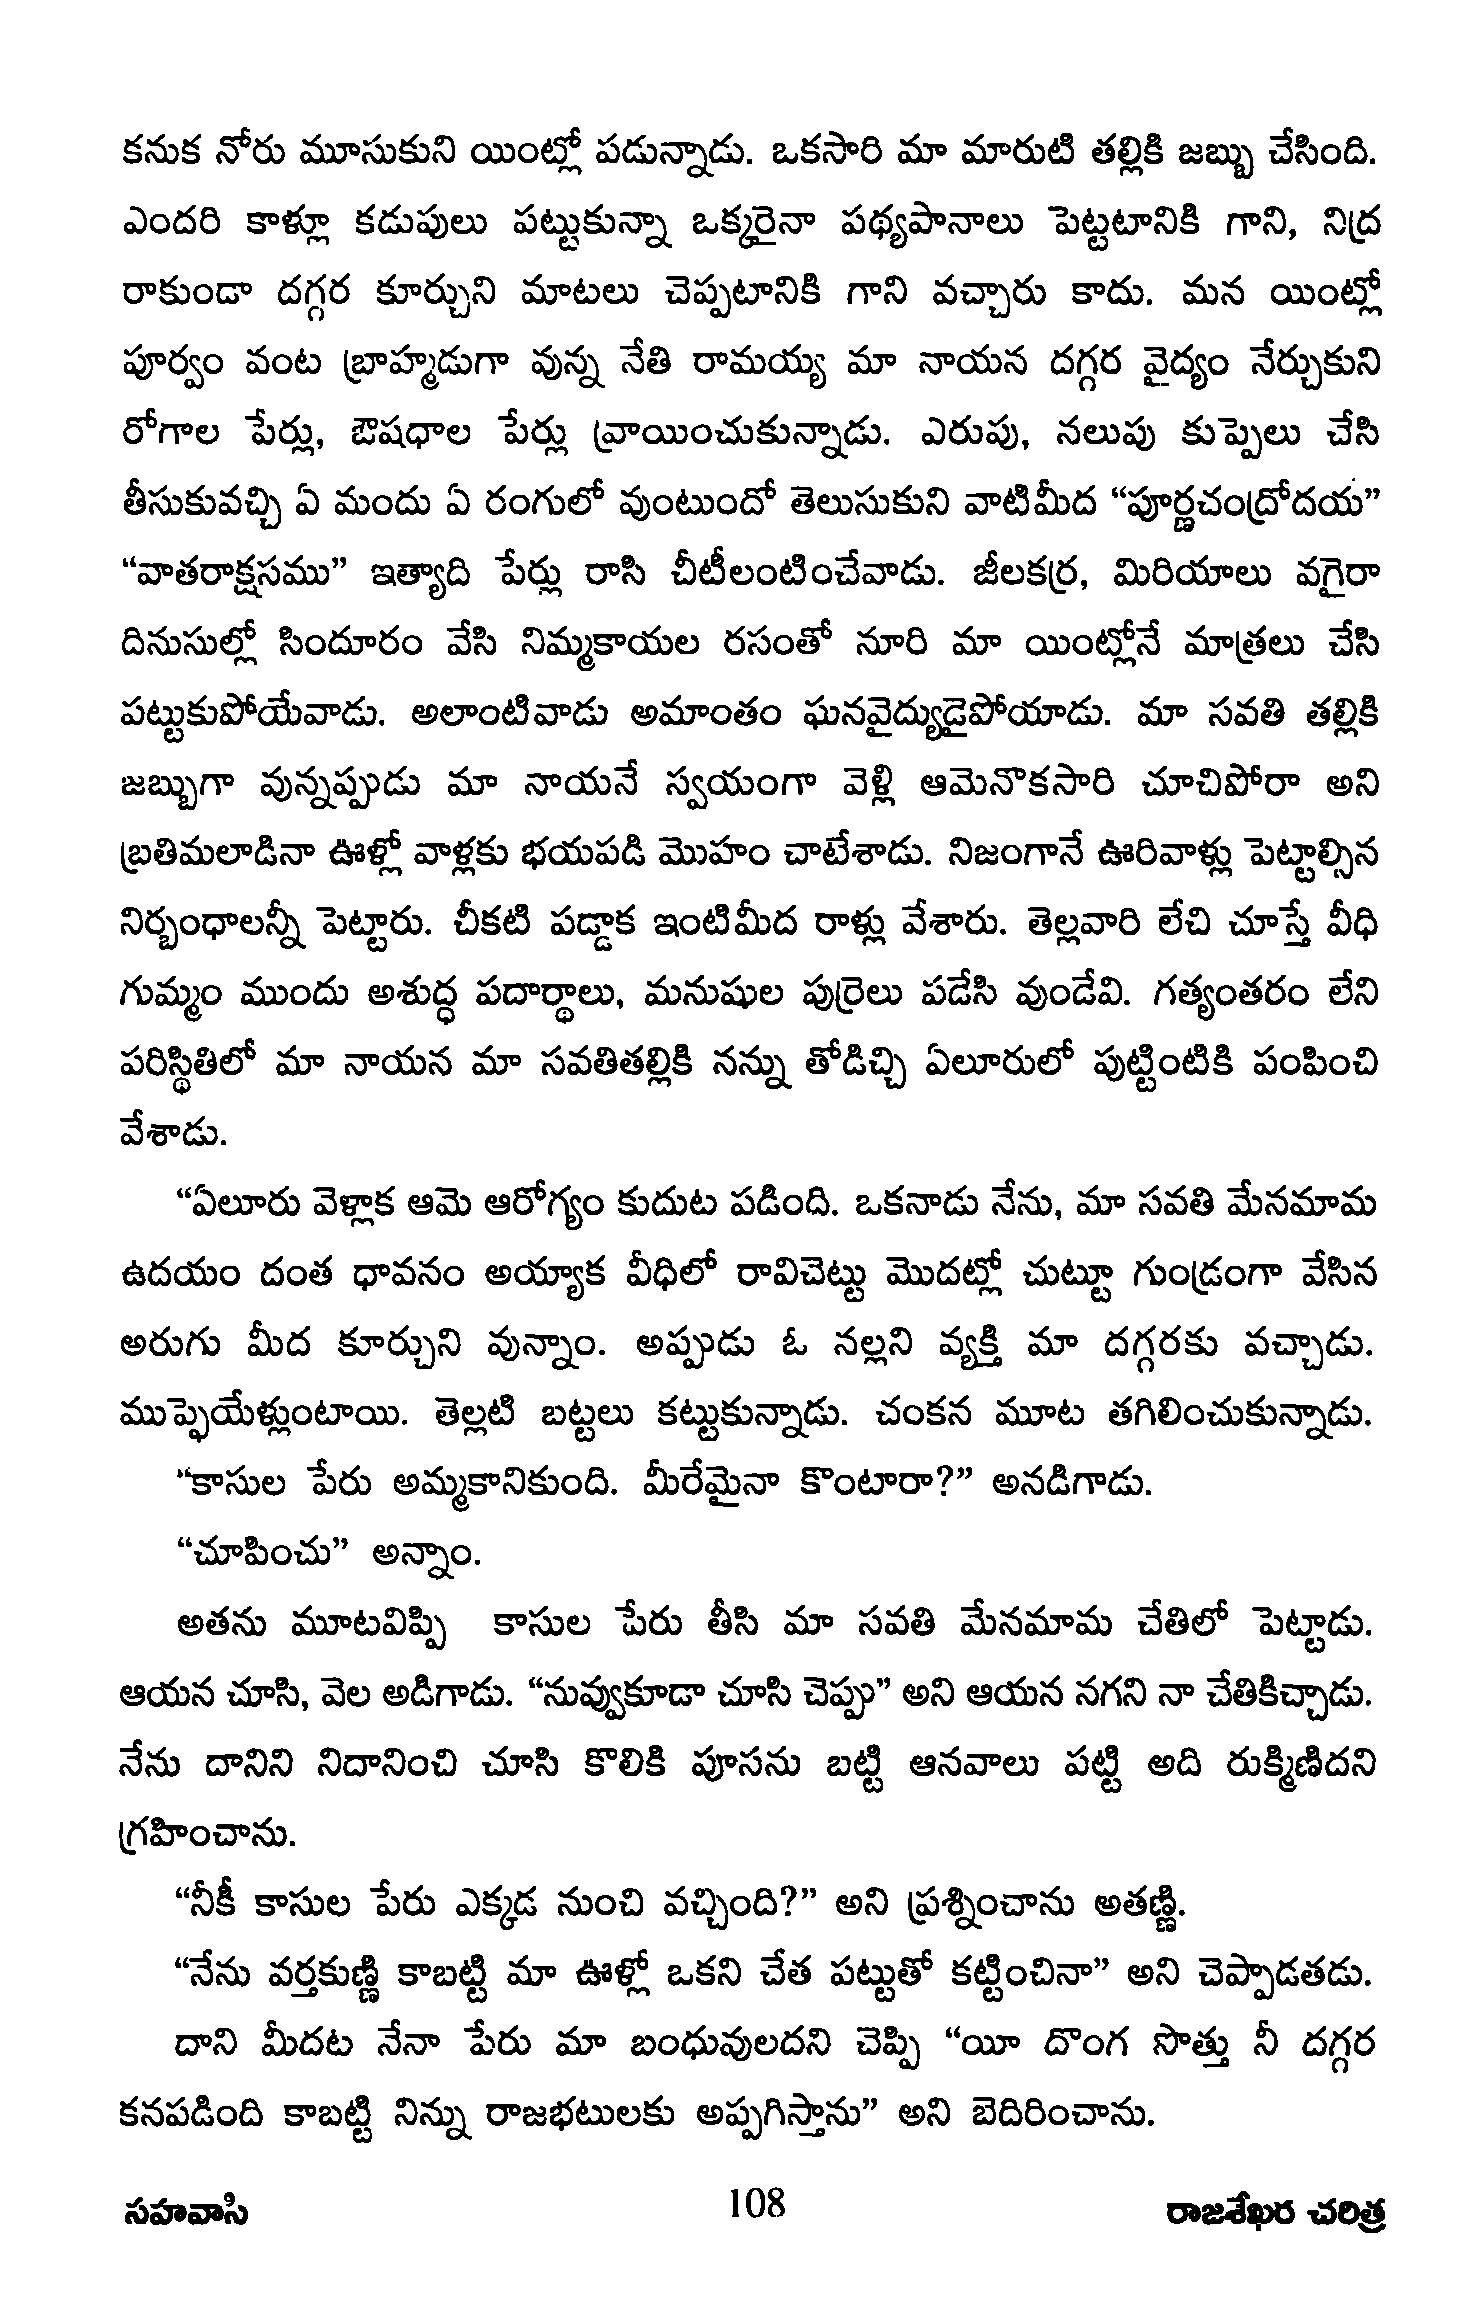 కనుక నోరు మూసుకుని యింట్లో పడున్నాడు. ఒకసారి మా మారుటి తల్లికి జబ్బు చేసింది.
ఎందరి కాళ్లూ కడుపులు పట్టుకున్నా ఒక్కరైనా పథ్యపానాలు పెట్టటానికి గాని, నిద్ర
రాకుండా దగ్గర కూర్చుని మాటలు చెప్పటానికి గాని వచ్చారు కాదు. మన యింట్లో
పూర్వం వంట బ్రాహ్మడుగా వున్న నేతి రామయ్య మా నాయన దగ్గర వైద్యం నేర్చుకుని
రోగాల పేర్లు, ఔషధాల పేర్లు వ్రాయించుకున్నాడు. ఎరుపు, నలుపు కుప్పెలు చేసి
తీసుకువచ్చి ఏ మందు ఏ రంగులో వుంటుందో తెలుసుకుని వాటిమీద “పూర్ణచంద్రోదయ”
“వాతరాక్షసము” ఇత్యాది పేర్లు రాసి చీటీలంటించేవాడు. జీలకర్ర, మిరియాలు వగైరా
దినుసుల్లో సిందూరం వేసి నిమ్మకాయల రసంతో నూరి మా యింట్లోనే మాత్రలు చేసి
పట్టుకుపోయేవాడు. అలాంటివాడు అమాంతం ఘనవైద్యుడైపోయాడు. మా సవతి తల్లికి
జబ్బుగా వున్నప్పుడు మా నాయనే స్వయంగా వెళ్లి ఆమెనొకసారి చూచిపోరా అని
బ్రతిమలాడినా ఊళ్లో వాళ్లకు భయపడి మొహం చాటేశాడు. నిజంగానే ఊరివాళ్లు పెట్టాల్సిన
నిర్బంధాలన్నీ పెట్టారు. చీకటి పడ్డాక ఇంటిమీద రాళ్లు వేశారు. తెల్లవారి లేచి చూస్తే వీధి
గుమ్మం ముందు అశుద్ధ పదార్థాలు, మనుషుల పుర్రెలు పడేసి వుండేవి. గత్యంతరం లేని
పరిస్థితిలో మా నాయన మా సవతితల్లికి నన్ను తోడిచ్చి ఏలూరులో పుట్టింటికి పంపించి
వేశాడు.
“ఏలూరు వెళ్లాక ఆమె ఆరోగ్యం కుదుట పడింది. ఒకనాడు నేను, మా సవతి మేనమామ
ఉదయం దంత ధావనం అయ్యాక వీధిలో రావిచెట్టు మొదట్లో చుట్టూ గుండ్రంగా వేసిన
అరుగు మీద కూర్చుని వున్నాం. అప్పుడు ఓ నల్లని వ్యక్తి మా దగ్గరకు వచ్చాడు.
ముప్ఫైయేళ్లుంటాయి. తెల్లటి బట్టలు కట్టుకున్నాడు. చంకన మూట తగిలించుకున్నాడు.
“కాసుల పేరు అమ్మకానికుంది. మీరేమైనా కొంటారా?” అనడిగాడు.
“చూపించు” అన్నాం.
అతను మూటవిప్పి కాసుల పేరు తీసి మా సవతి మేనమామ చేతిలో పెట్టాడు.
ఆయన చూసి, వెల అడిగాడు. “నువ్వుకూడా చూసి చెప్పు” అని ఆయన నగని నా చేతికిచ్చాడు.
నేను దానిని నిదానించి చూసి కొలికి పూసను బట్టి ఆనవాలు పట్టి అది రుక్మిణిదని
గ్రహించాను.
“నీకీ కాసుల పేరు ఎక్కడ నుంచి వచ్చింది?” అని ప్రశ్నించాను అతణ్ణి.
“నేను వర్తకుణ్ణి కాబట్టి మా ఊళ్లో ఒకని చేత పట్టుతో కట్టించినా” అని చెప్పాడతడు.
దాని మీదట నేనా పేరు మా బంధువులదని చెప్పి “యీ దొంగ సొత్తు నీ దగ్గర
కనపడింది కాబట్టి నిన్ను రాజభటులకు అప్పగిస్తాను” అని బెదిరించాను.
సహవాసి 108 రాజశేఖర చరిత్ర